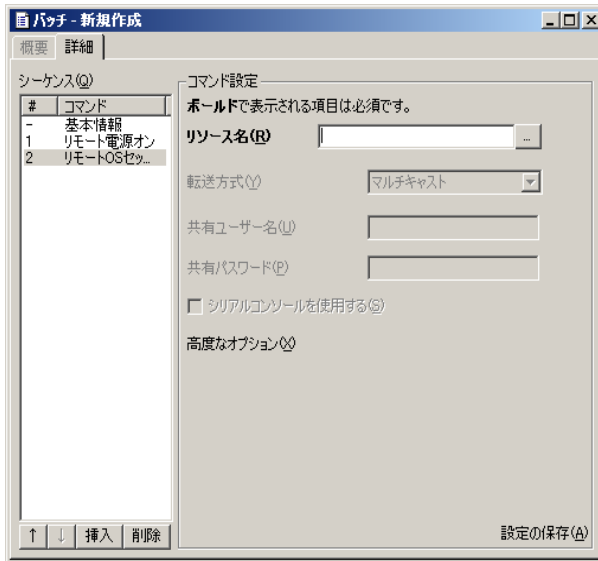 バッチ - 新規作成
概要 詳細
シーケンス(Q)
# コマンド
- 基本情報
1 リモート電源オン
2 リモートOSセッ...
↑ ↓ 挿入 削除
コマンド設定
ボールドで表示される項目は必須です。
リソース名(R) ...
転送方式(Y) マルチキャスト
共有ユーザー名(U)
共有パスワード(P)
シリアルコンソールを使用する(S)
高度なオプション(X)
設定の保存(A)